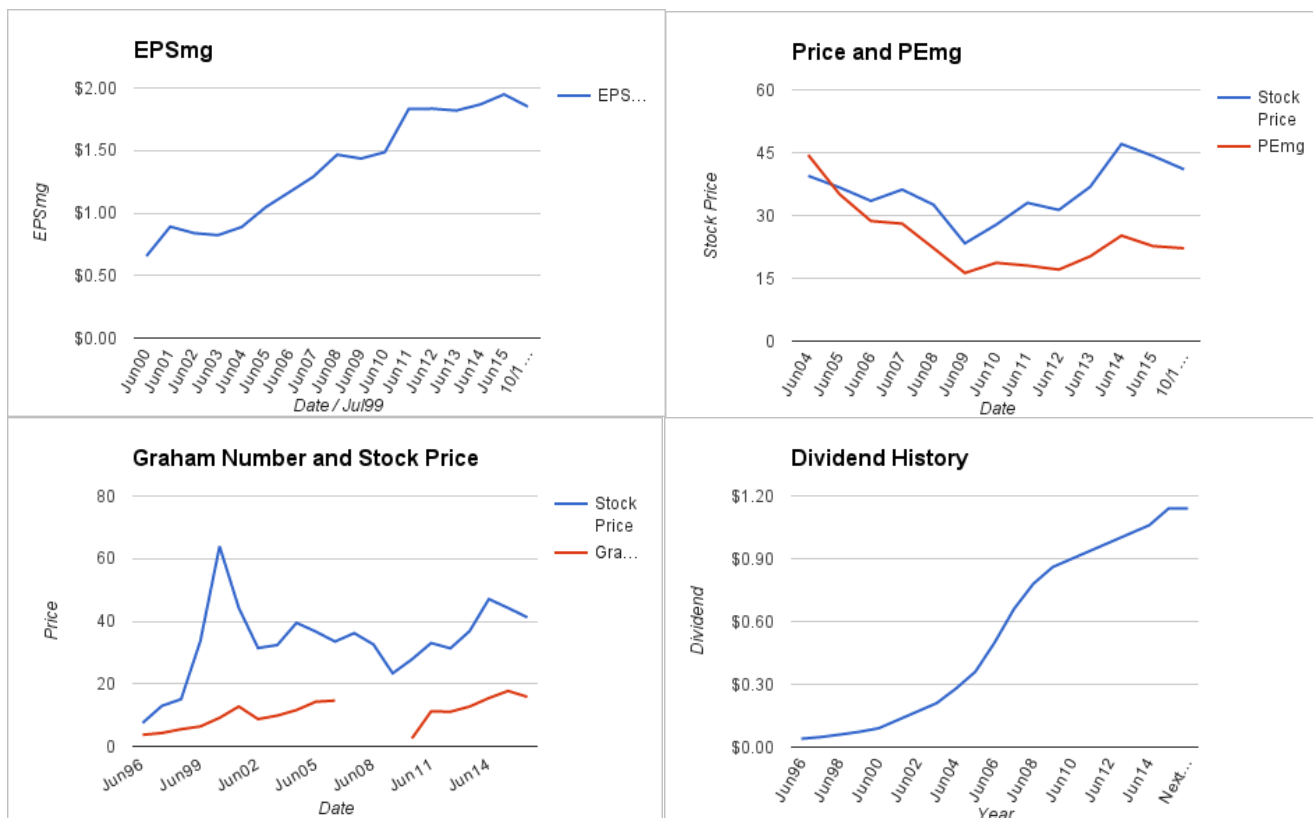 EPSmg
$2.00
$1.50
$1.00
$0.50
$0.00
EPSmg
EPS...
Jun00
Jun01
Jun02
Jun03
Jun04
Jun05
Jun06
Jun07
Jun08
Jun09
Jun10
Jun11
Jun12
Jun13
Jun14
Jun15
10/1 ...
Date / Jul99
Price and PEmg
60
45
30
15
0
Stock Price
Stock
Price
PEmg
Jun04
Jun05
Jun06
Jun07
Jun08
Jun09
Jun10
Jun11
Jun12
Jun13
Jun14
Jun15
10/1 ...
Date
Graham Number and Stock Price
80
60
40
20
0
Price
Stock
Price
Gra...
Jun96
Jun99
Jun02
Jun05
Jun08
Jun11
Jun14
Date
Dividend History
$1.20
$0.90
$0.60
$0.30
$0.00
Dividend
Jun96
Jun98
Jun00
Jun02
Jun04
Jun06
Jun08
Jun10
Jun12
Jun14
Next...
Year